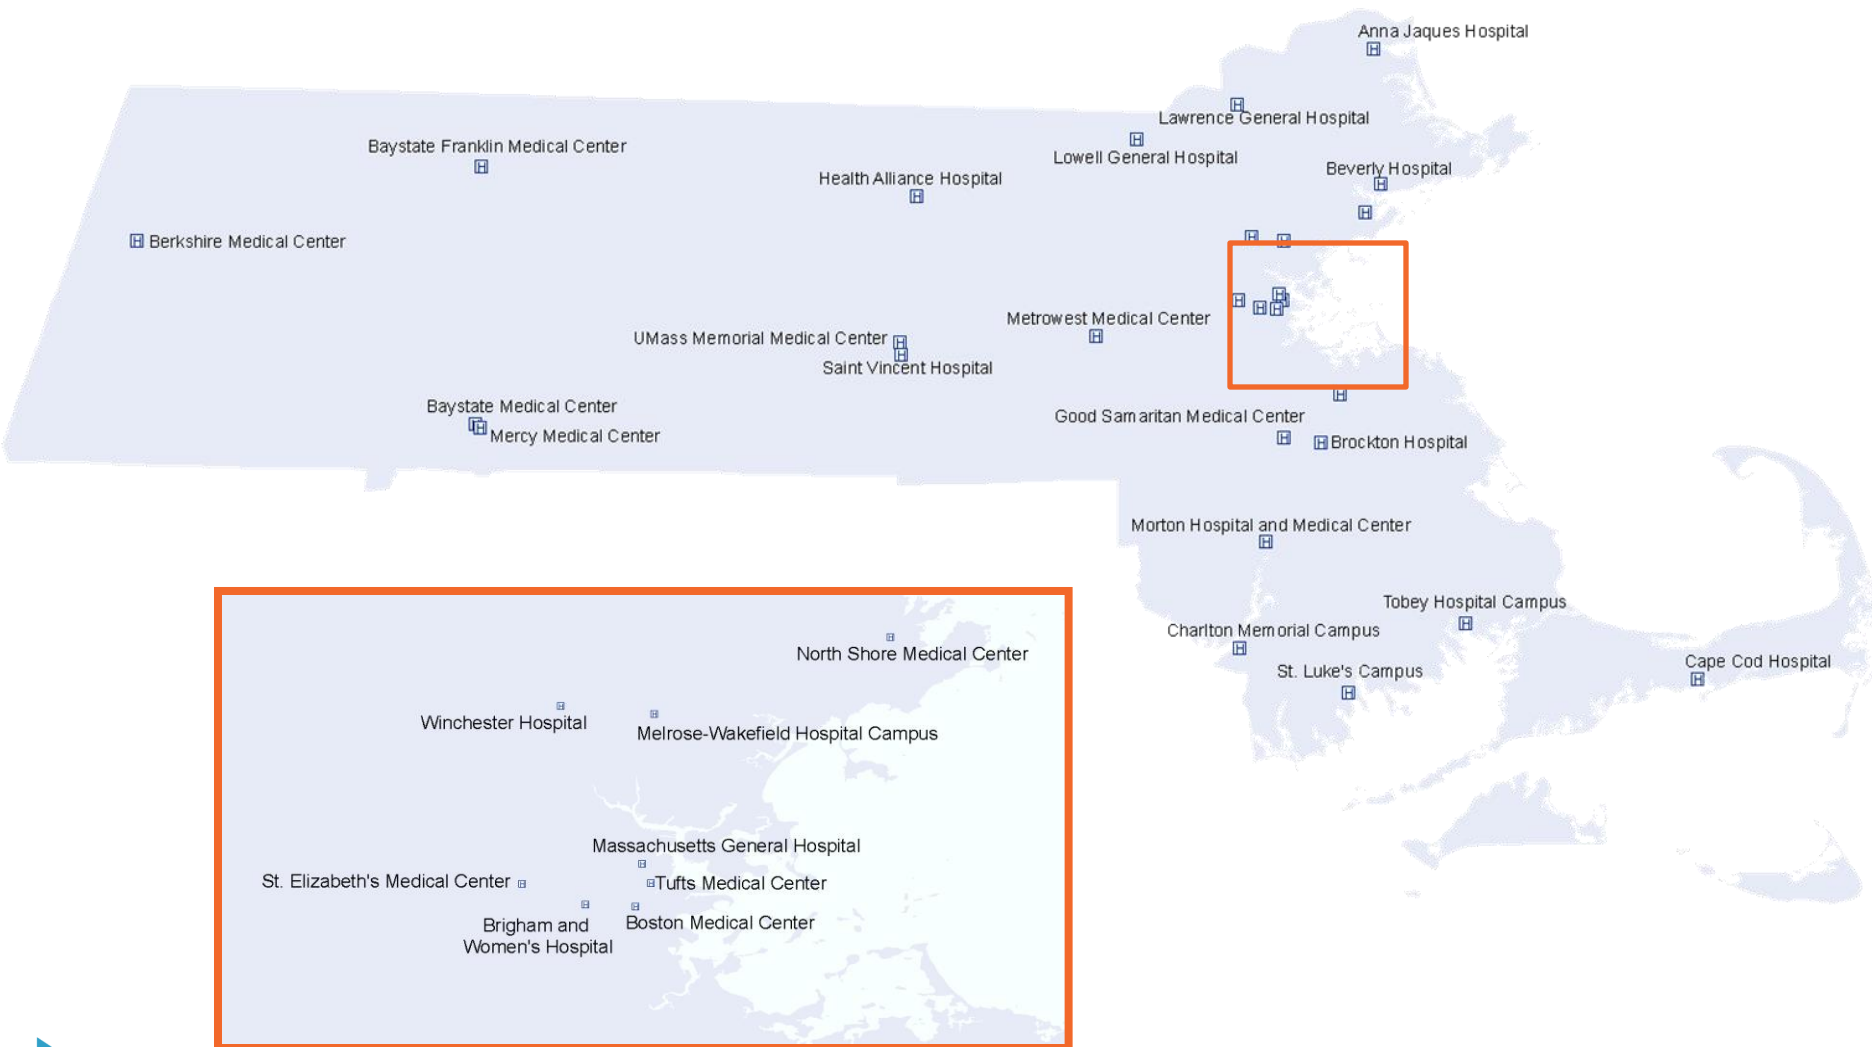 Anna Jaques Hospital
Lawrence General Hospital
Baystate Franklin Medical Center
Lowell General Hospital
Beverly Hospital
Health Alliance Hospital
Berkshire Medical Center
Metrowest Medical Center
UMass Memorial Medical Center
Saint Vincent Hospital
Baystate Medical Center
Mercy Medical Center
Good Samaritan Medical Center
Brockton Hospital
Morton Hospital and Medical Center
Tobey Hospital Campus
Charlton Memorial Campus
St. Luke's Campus
Cape Cod Hospital
North Shore Medical Center
Winchester Hospital
Melrose-Wakefield Hospital Campus
Massachusetts General Hospital
St. Elizabeth's Medical Center
Tufts Medical Center
Brigham and
Women's Hospital
Boston Medical Center